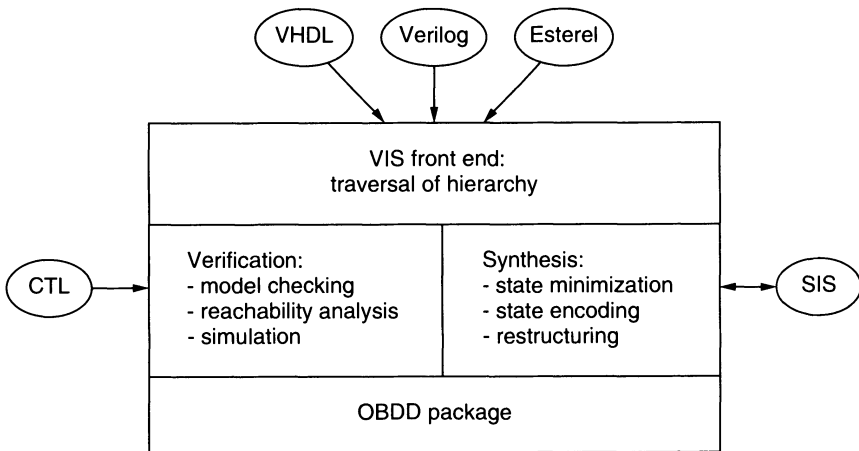 VHDL
Verilog
Esterel
VIS front end:
traversal of hierarchy
CTL
Verification:
- model checking
- reachability analysis
- simulation
Synthesis:
- state minimization
- state encoding
- restructuring
SIS
OBDD package